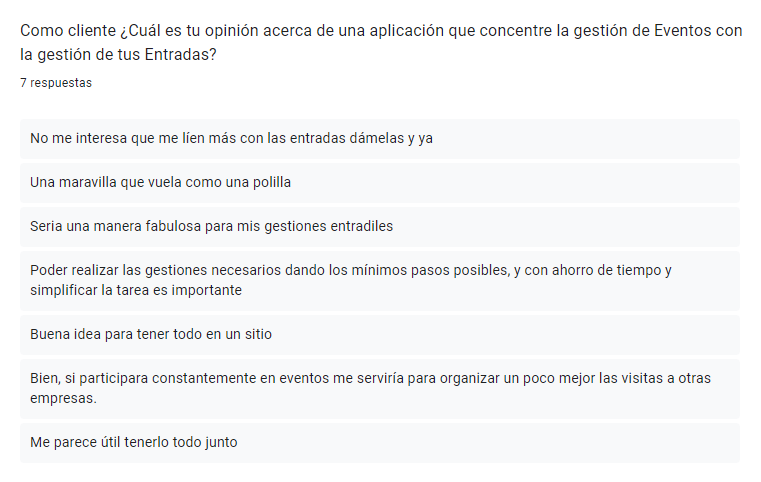 Como cliente ¿Cuál es tu opinión acerca de una aplicación que concentre la gestión de Eventos con
la gestión de tus Entradas?
7 respuestas
No me interesa que me líen más con las entradas dámelas y ya
Una maravilla que vuela como una polilla
Seria una manera fabulosa para mis gestiones entradiles
Poder realizar las gestiones necesarios dando los mínimos pasos posibles, y con ahorro de tiempo y
simplificar la tarea es importante
Buena idea para tener todo en un sitio
Bien, si participara constantemente en eventos me serviría para organizar un poco mejor las visitas a otras
empresas.
Me parece útil tenerlo todo junto